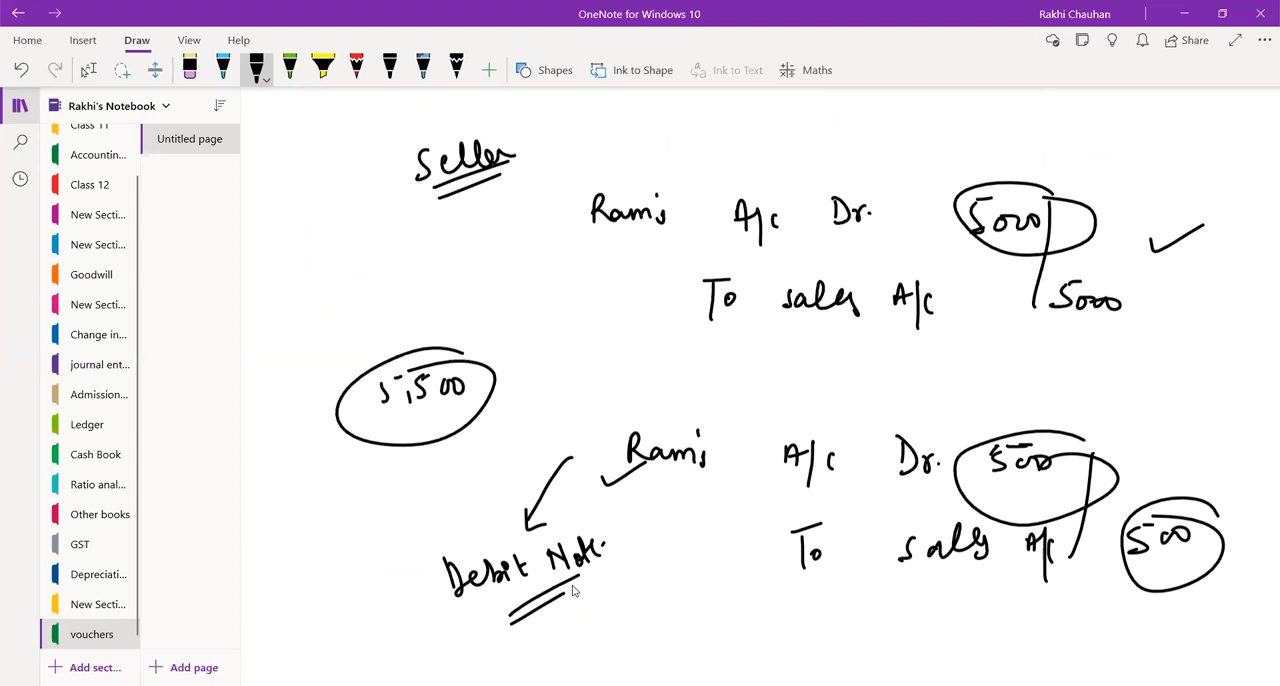 OneNote for Windows 10
Rakhi Chauhan
Home Insert Draw View Help
Share
Shapes Ink to Shape Ink to Text Maths
Rakhi's Notebook
Untitled page
Class 11
Accountin...
Class 12
New Secti...
New Secti...
Goodwill
New Secti...
Change in...
journal ent...
Admission...
Ledger
Cash Book
Ratio anal...
Other books
GST
Depreciati...
New Secti...
vouchers
Add sect...
Add page
Seller
Ram's A/c Dr. 5000
To sales A/c 5000
5,500
Ram's A/c Dr. 500
To sales A/c 500
Debit Note.